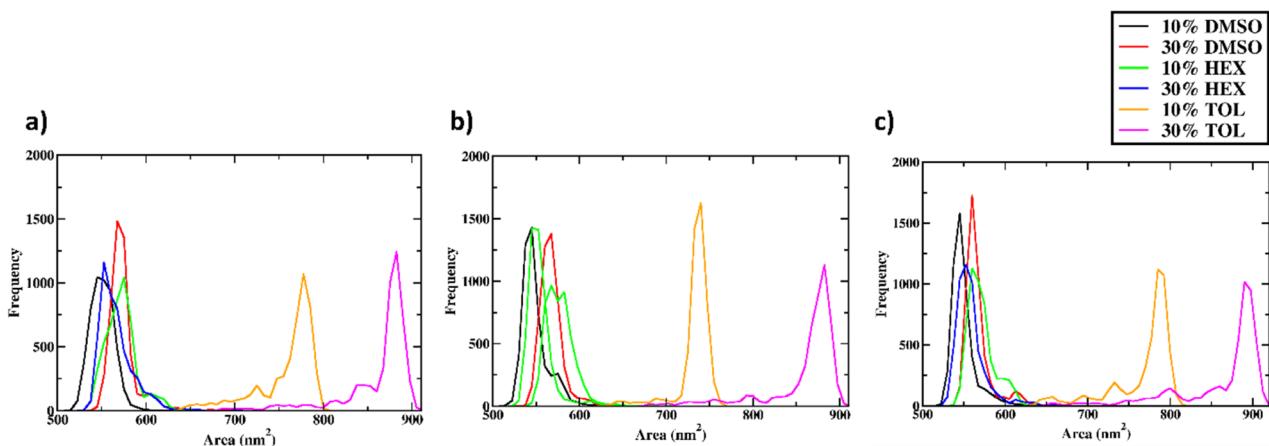 10% DMSO
30% DMSO
10% HEX
30% HEX
10% TOL
30% TOL
a)
b)
c)
2000
1500
1000
500
0
Frequency
500 600 700 800 900
Area (nm²)
2000
1500
1000
500
0
Frequency
500 600 700 800 900
Area (nm²)
2000
1500
1000
500
0
Frequency
500 600 700 800 900
Area (nm²)